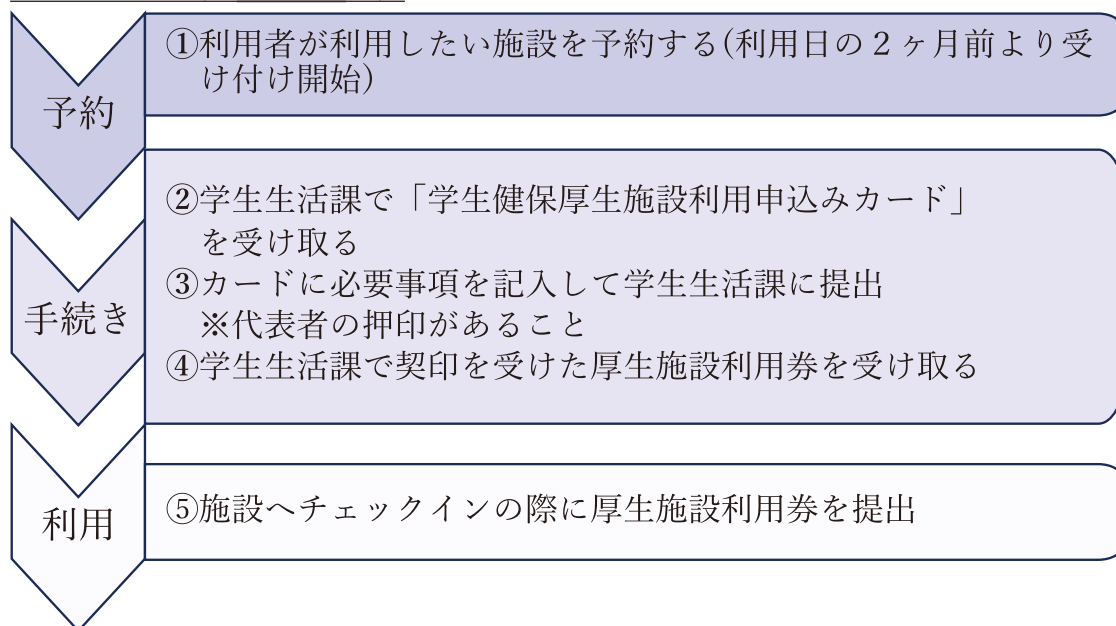 予約
①利用者が利用したい施設を予約する(利用日の２ヶ月前より受
け付け開始)
手続き
②学生生活課で「学生健保厚生施設利用申込みカード」
を受け取る
③カードに必要事項を記入して学生生活課に提出
※代表者の押印があること
④学生生活課で契印を受けた厚生施設利用券を受け取る
利用
⑤施設へチェックインの際に厚生施設利用券を提出